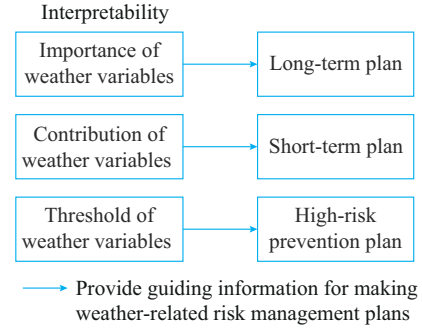 Interpretability
Importance of
weather variables
Long-term plan
Contribution of
weather variables
Short-term plan
Threshold of
weather variables
High-risk
prevention plan
Provide guiding information for making
weather-related risk management plans